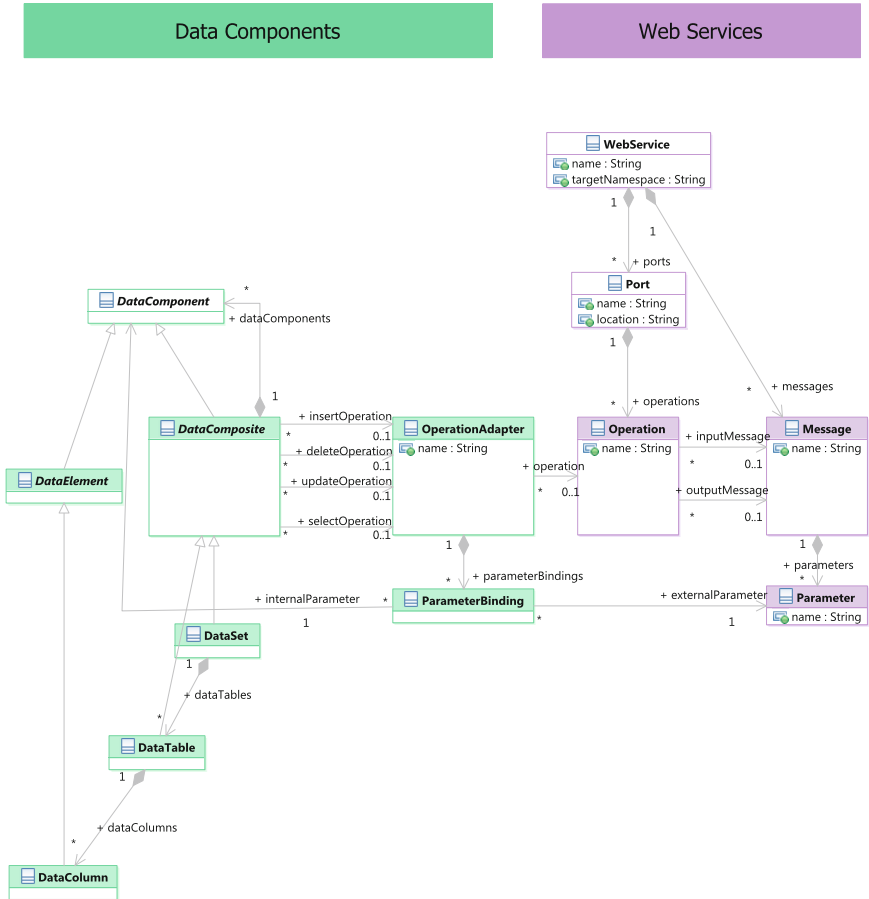 Data Components
Web Services
WebService
name : String
targetNamespace : String
1
1
*
+ ports
Port
name : String
location : String
*
DataComponent
+ dataComponents
1
1
*
+ operations
*
+ messages
DataComposite
+ insertOperation
*
0..1
+ deleteOperation
*
0..1
+ updateOperation
*
0..1
+ selectOperation
*
0..1
OperationAdapter
name : String
+ operation
*
0..1
Operation
name : String
+ inputMessage
*
0..1
+ outputMessage
*
0..1
Message
name : String
DataElement
1
*
+ parameterBindings
1
+ parameters
*
+ internalParameter
*
1
ParameterBinding
+ externalParameter
*
1
Parameter
name : String
DataSet
1
+ dataTables
*
DataTable
1
+ dataColumns
*
DataColumn